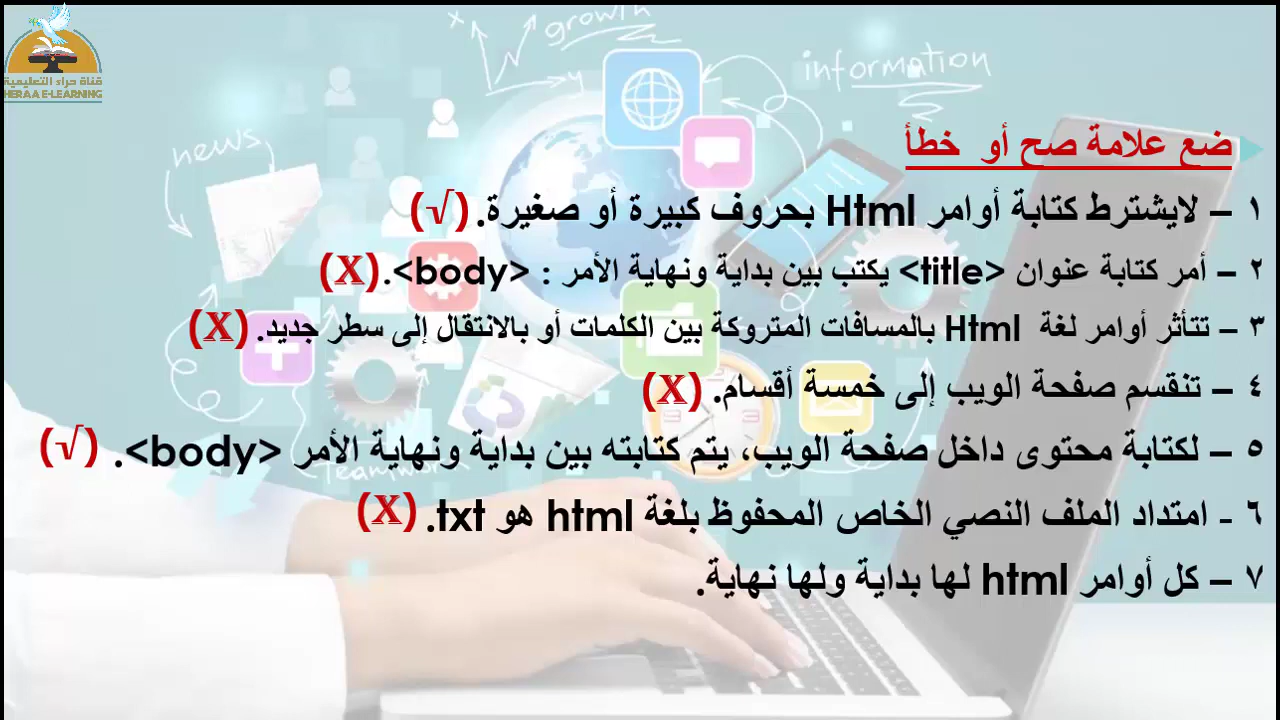 قناة حراء التعليمية
HERAA E-LEARNING
growth
x
y
information
news
ضع علامة صح أو خطأ
١ – لايشترط كتابة أوامر Html بحروف كبيرة أو صغيرة. (√)
٢ – أمر كتابة عنوان <title> يكتب بين بداية ونهاية الأمر : <body>. (X)
٣ – تتأثر أوامر لغة Html بالمسافات المتروكة بين الكلمات أو بالانتقال إلى سطر جديد. (X)
٤ – تنقسم صفحة الويب إلى خمسة أقسام. (X)
٥ – لكتابة محتوى داخل صفحة الويب، يتم كتابته بين بداية ونهاية الأمر <body>. (√)
Teamwork
٦ - امتداد الملف النصي الخاص المحفوظ بلغة html هو txt. (X)
٧ – كل أوامر html لها بداية ولها نهاية.